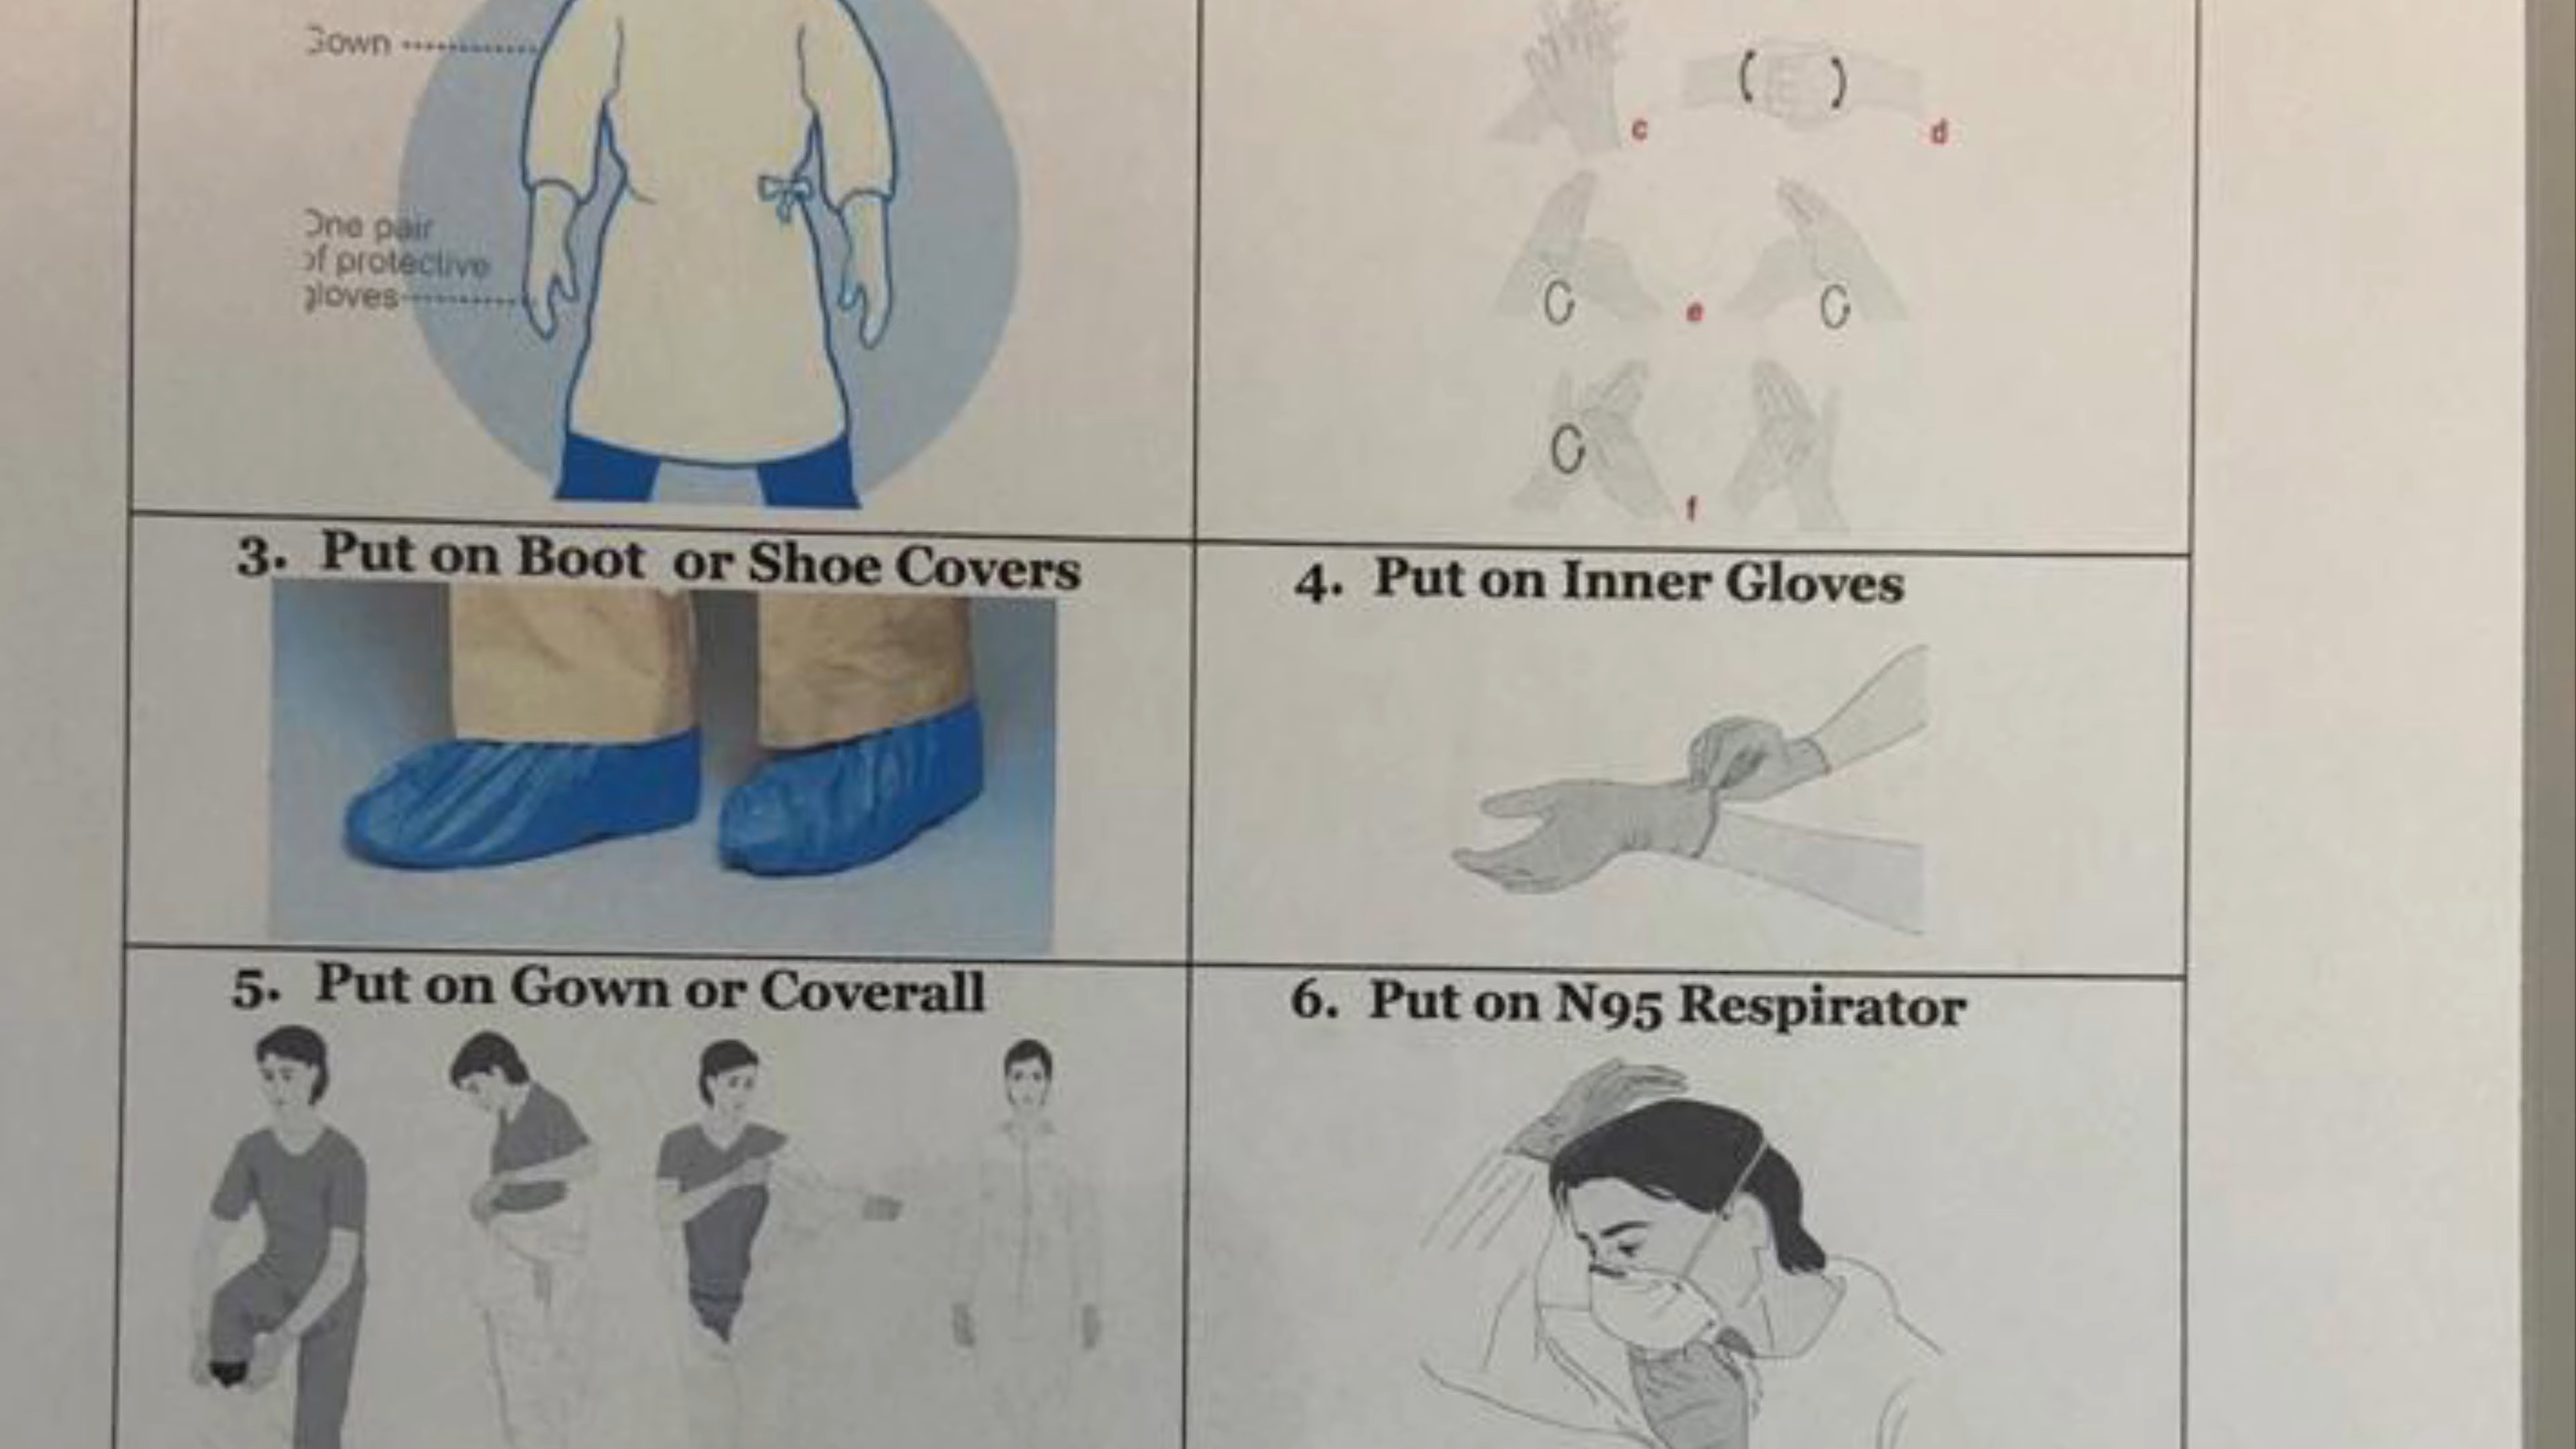 Gown
One pair
of protective
gloves
c
d
e
f
3. Put on Boot or Shoe Covers
4. Put on Inner Gloves
5. Put on Gown or Coverall
6. Put on N95 Respirator